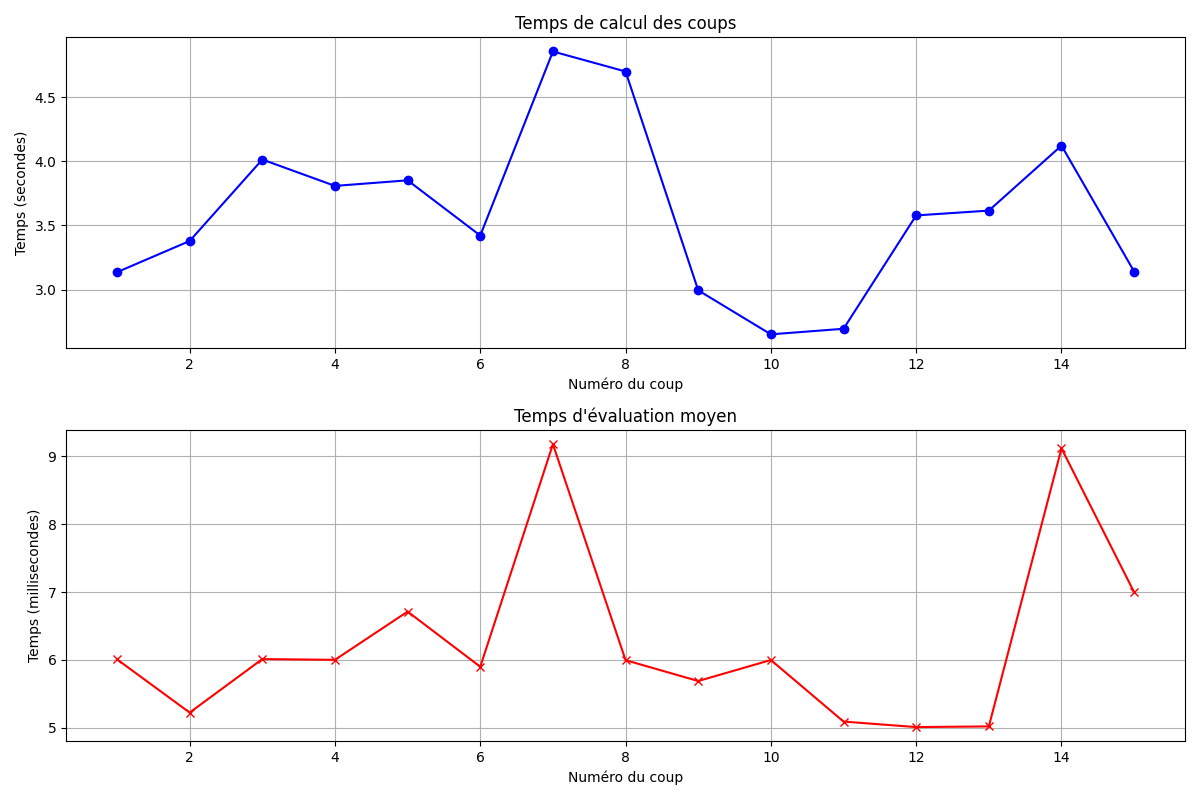 Temps de calcul des coups
4.5
4.0
3.5
3.0
Temps (secondes)
2 4 6 8 10 12 14
Numéro du coup
Temps d'évaluation moyen
9
8
7
6
5
Temps (millisecondes)
2 4 6 8 10 12 14
Numéro du coup